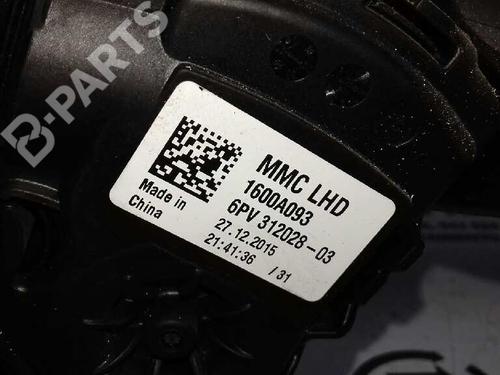 B-PARTS
MMC LHD
1600A093
6PV 312028-03
27.12.2015
21:41:36 /31
Made in
China